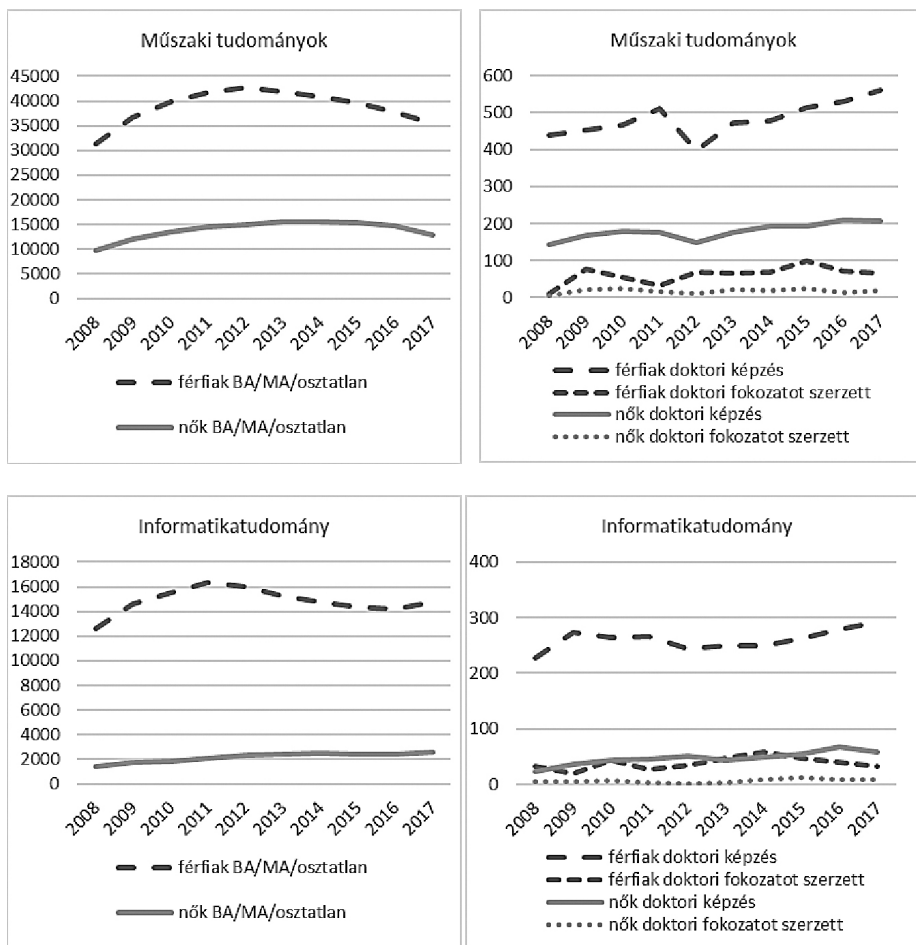 Műszaki tudományok
45000
40000
35000
30000
25000
20000
15000
10000
5000
0
2008 2009 2010 2011 2012 2013 2014 2015 2016 2017
férfiak BA/MA/osztatlan
nők BA/MA/osztatlan
Műszaki tudományok
600
500
400
300
200
100
0
2008 2009 2010 2011 2012 2013 2014 2015 2016 2017
férfiak doktori képzés
férfiak doktori fokozatot szerzett
nők doktori képzés
nők doktori fokozatot szerzett
Informatikatudomány
18000
16000
14000
12000
10000
8000
6000
4000
2000
0
2008 2009 2010 2011 2012 2013 2014 2015 2016 2017
férfiak BA/MA/osztatlan
nők BA/MA/osztatlan
Informatikatudomány
400
300
200
100
0
2008 2009 2010 2011 2012 2013 2014 2015 2016 2017
férfiak doktori képzés
férfiak doktori fokozatot szerzett
nők doktori képzés
nők doktori fokozatot szerzett